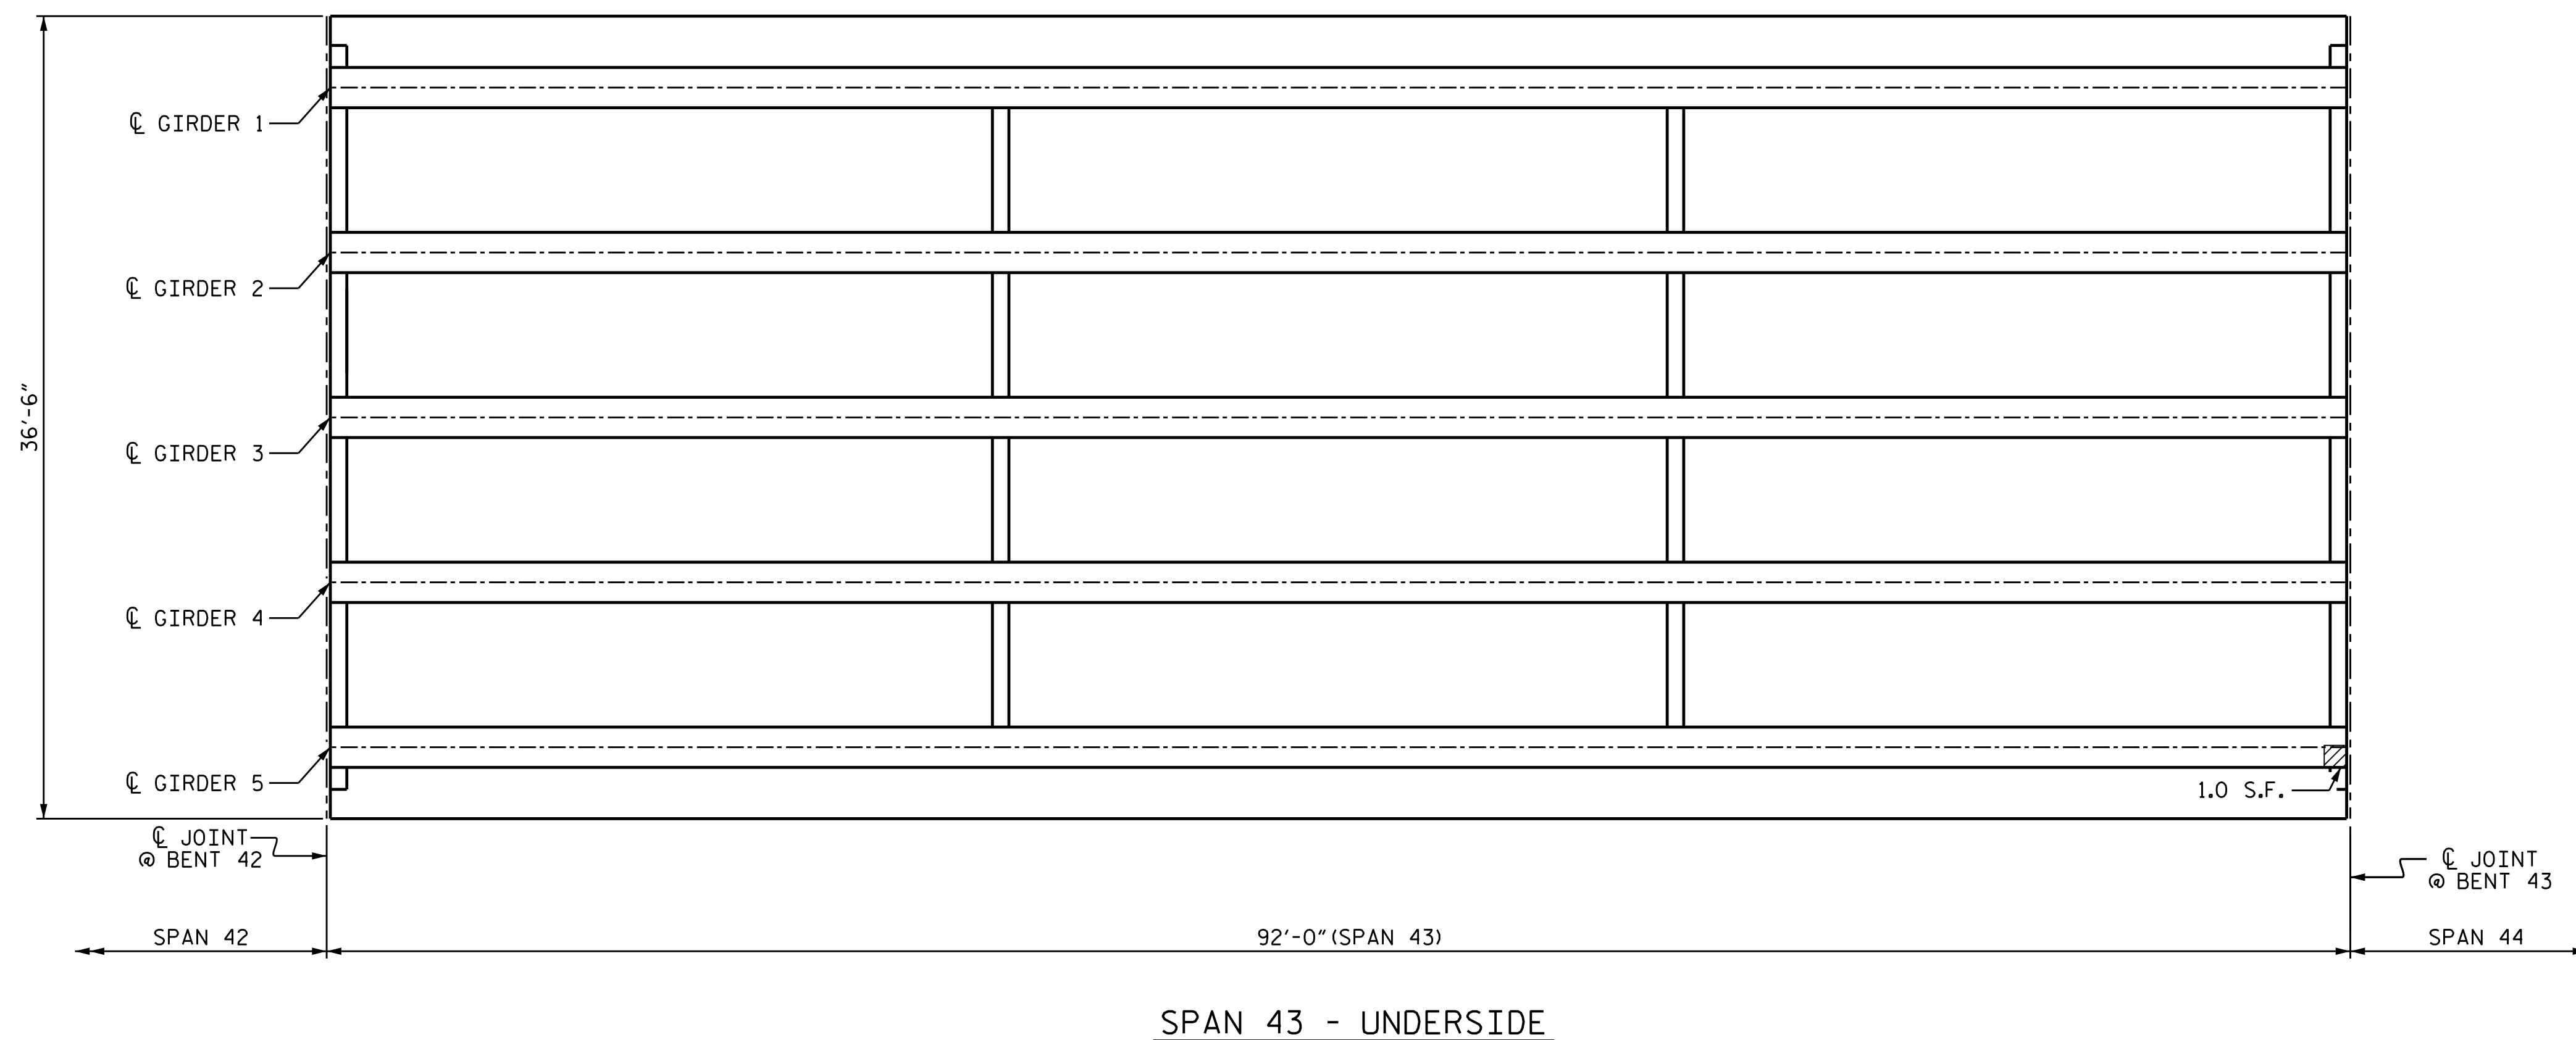 ℄ GIRDER 1
℄ GIRDER 2
36'-6"
℄ GIRDER 3
℄ GIRDER 4
℄ GIRDER 5
1.0 S.F.
℄ JOINT
@ BENT 42
℄ JOINT
@ BENT 43
SPAN 42
92'-0" (SPAN 43)
SPAN 44
SPAN 43 - UNDERSIDE